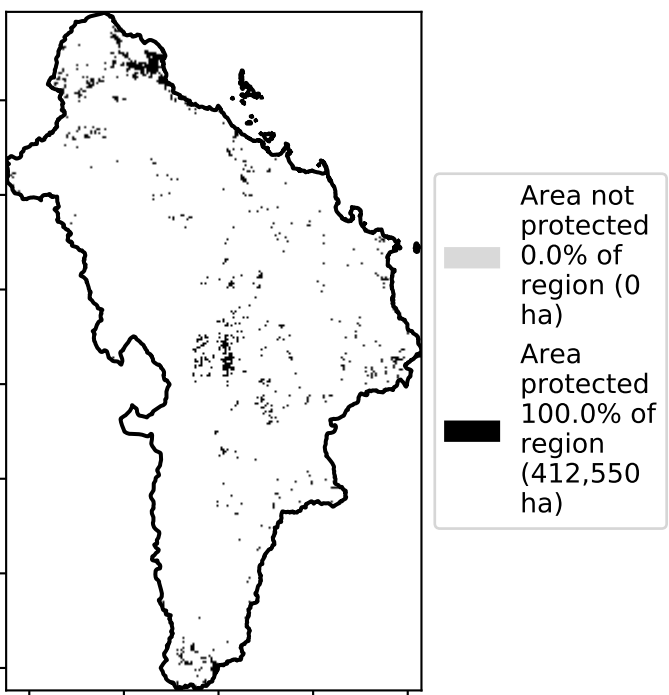 Area not
protected
0.0% of
region (0
ha)
Area
protected
100.0% of
region
(412,550
ha)